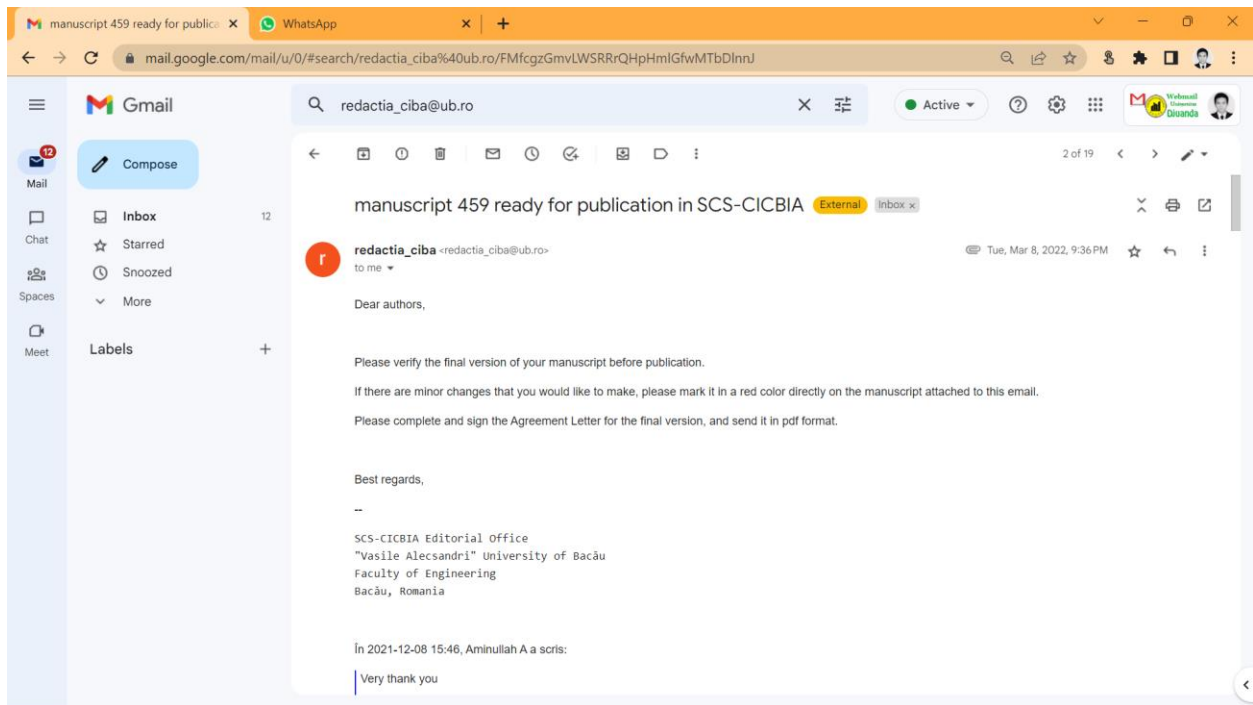 manuscript 459 ready for publica
WhatsApp
mail.google.com/mail/u/0/#search/redactia_ciba%40ub.ro/FMfcgzGmvLWSRRrQHpHmlGfwMTbDlnnJ
Gmail
redactia_ciba@ub.ro
Active
Webmail
Universitas
Djuanda
12
Mail
Compose
2 of 19
Chat
Inbox 12
manuscript 459 ready for publication in SCS-CICBIA External Inbox x
Starred
r
redactia_ciba <redactia_ciba@ub.ro>
Tue, Mar 8, 2022, 9:36 PM
to me
Spaces
Snoozed
More
Dear authors,
Meet
Labels
Please verify the final version of your manuscript before publication.
If there are minor changes that you would like to make, please mark it in a red color directly on the manuscript attached to this email.
Please complete and sign the Agreement Letter for the final version, and send it in pdf format.
Best regards,
--
SCS-CICBIA Editorial Office
"Vasile Alecsandri" University of Bacău
Faculty of Engineering
Bacău, Romania
În 2021-12-08 15:46, Aminullah A a scris:
Very thank you